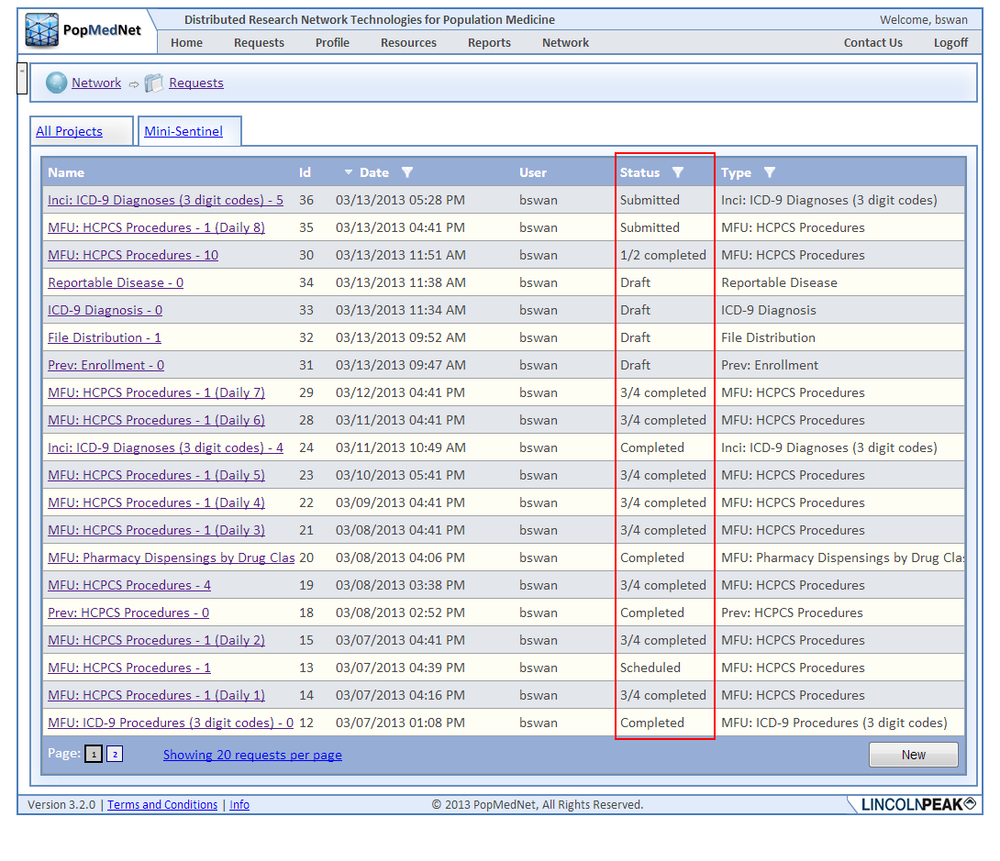 PopMedNet
Distributed Research Network Technologies for Population Medicine Welcome, bswan
Home Requests Profile Resources Reports Network Contact Us Logoff
Network Requests
All Projects Mini-Sentinel
Name Id Date User Status Type
Inci: ICD-9 Diagnoses (3 digit codes) - 5 36 03/13/2013 05:28 PM bswan Submitted Inci: ICD-9 Diagnoses (3 digit codes)
MFU: HCPCS Procedures - 1 (Daily 8) 35 03/13/2013 04:41 PM bswan Submitted MFU: HCPCS Procedures
MFU: HCPCS Procedures - 10 30 03/13/2013 11:51 AM bswan 1/2 completed MFU: HCPCS Procedures
Reportable Disease - 0 34 03/13/2013 11:38 AM bswan Draft Reportable Disease
ICD-9 Diagnosis - 0 33 03/13/2013 11:34 AM bswan Draft ICD-9 Diagnosis
File Distribution - 1 32 03/13/2013 09:52 AM bswan Draft File Distribution
Prev: Enrollment - 0 31 03/13/2013 09:47 AM bswan Draft Prev: Enrollment
MFU: HCPCS Procedures - 1 (Daily 7) 29 03/12/2013 04:41 PM bswan 3/4 completed MFU: HCPCS Procedures
MFU: HCPCS Procedures - 1 (Daily 6) 28 03/11/2013 04:41 PM bswan 3/4 completed MFU: HCPCS Procedures
Inci: ICD-9 Diagnoses (3 digit codes) - 4 24 03/11/2013 10:49 AM bswan Completed Inci: ICD-9 Diagnoses (3 digit codes)
MFU: HCPCS Procedures - 1 (Daily 5) 23 03/10/2013 05:41 PM bswan 3/4 completed MFU: HCPCS Procedures
MFU: HCPCS Procedures - 1 (Daily 4) 22 03/09/2013 04:41 PM bswan 3/4 completed MFU: HCPCS Procedures
MFU: HCPCS Procedures - 1 (Daily 3) 21 03/08/2013 04:41 PM bswan 3/4 completed MFU: HCPCS Procedures
MFU: Pharmacy Dispensings by Drug Clas 20 03/08/2013 04:06 PM bswan Completed MFU: Pharmacy Dispensings by Drug Clas
MFU: HCPCS Procedures - 4 19 03/08/2013 03:38 PM bswan 3/4 completed MFU: HCPCS Procedures
Prev: HCPCS Procedures - 0 18 03/08/2013 02:52 PM bswan Completed Prev: HCPCS Procedures
MFU: HCPCS Procedures - 1 (Daily 2) 15 03/07/2013 04:41 PM bswan 3/4 completed MFU: HCPCS Procedures
MFU: HCPCS Procedures - 1 13 03/07/2013 04:39 PM bswan Scheduled MFU: HCPCS Procedures
MFU: HCPCS Procedures - 1 (Daily 1) 14 03/07/2013 04:16 PM bswan 3/4 completed MFU: HCPCS Procedures
MFU: ICD-9 Procedures (3 digit codes) - 0 12 03/07/2013 01:08 PM bswan Completed MFU: ICD-9 Procedures (3 digit codes)
Page: 1 2 Showing 20 requests per page New
Version 3.2.0 | Terms and Conditions | Info © 2013 PopMedNet, All Rights Reserved. LINCOLNPEAK